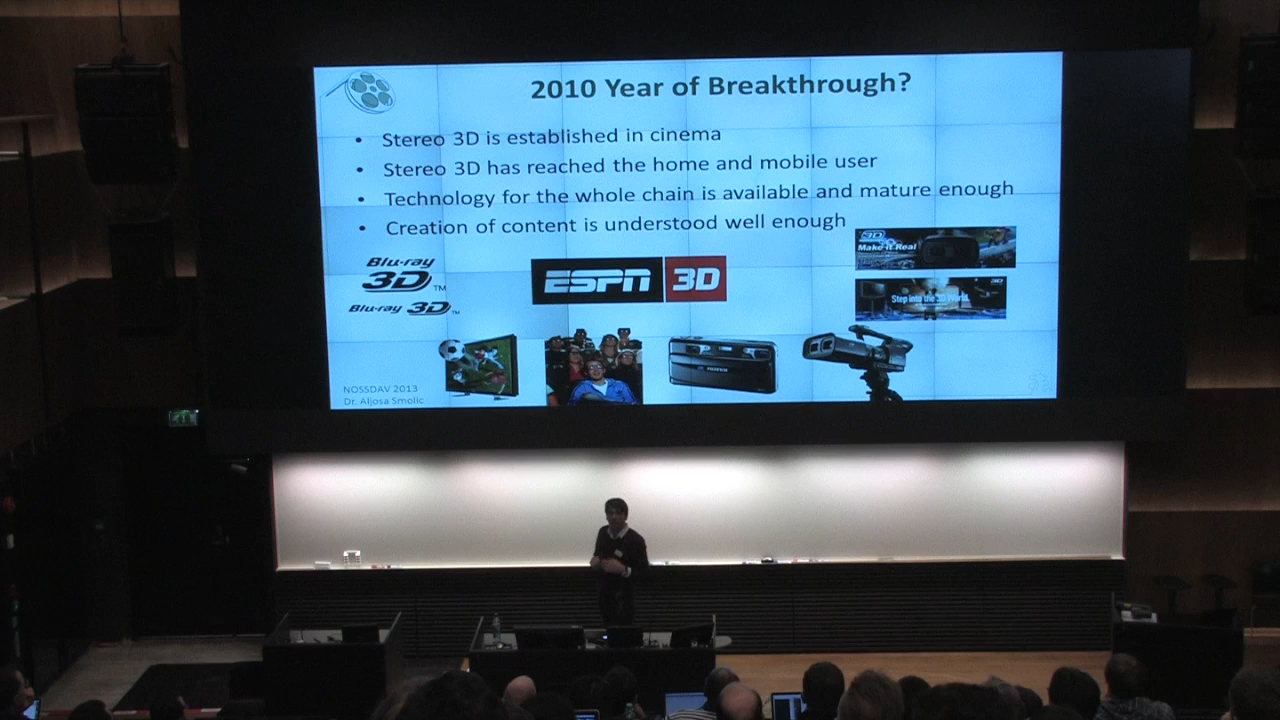 2010 Year of Breakthrough?
• Stereo 3D is established in cinema
• Stereo 3D has reached the home and mobile user
• Technology for the whole chain is available and mature enough
• Creation of content is understood well enough
Blu-ray
3D™
Blu-ray 3D™
ESPN 3D
3D
Make it Real
3D
Step into the 3D World.
FUJIFILM
NOSSDAV 2013
Dr. Aljosa Smolic